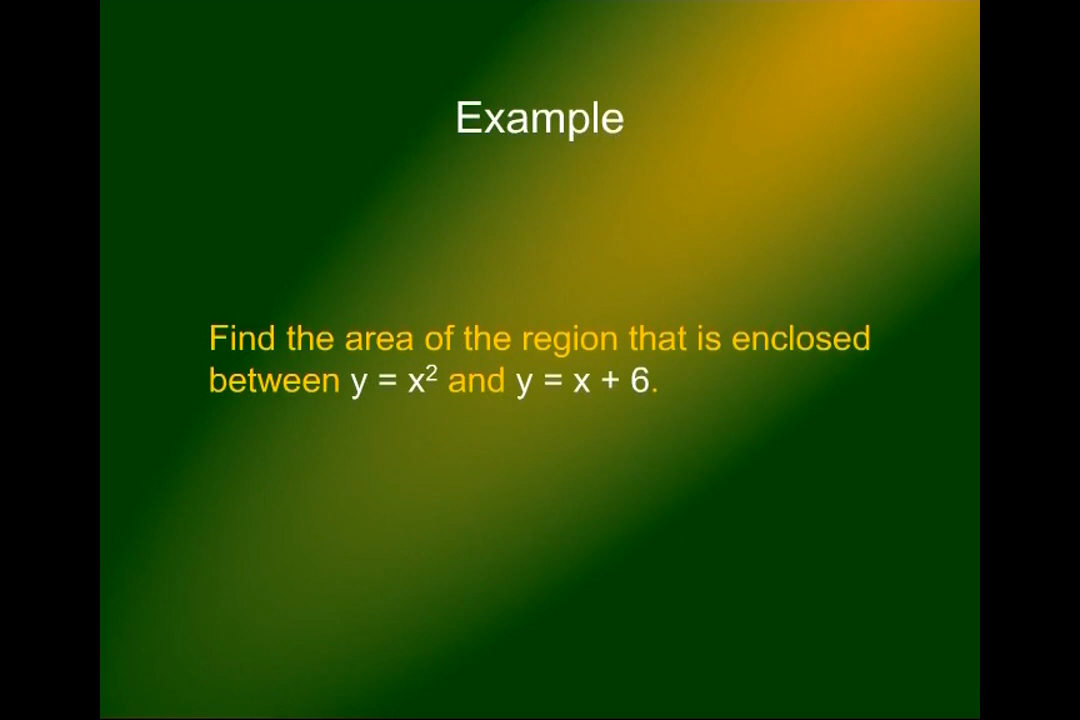 Example
Find the area of the region that is enclosed
between y = x² and y = x + 6.